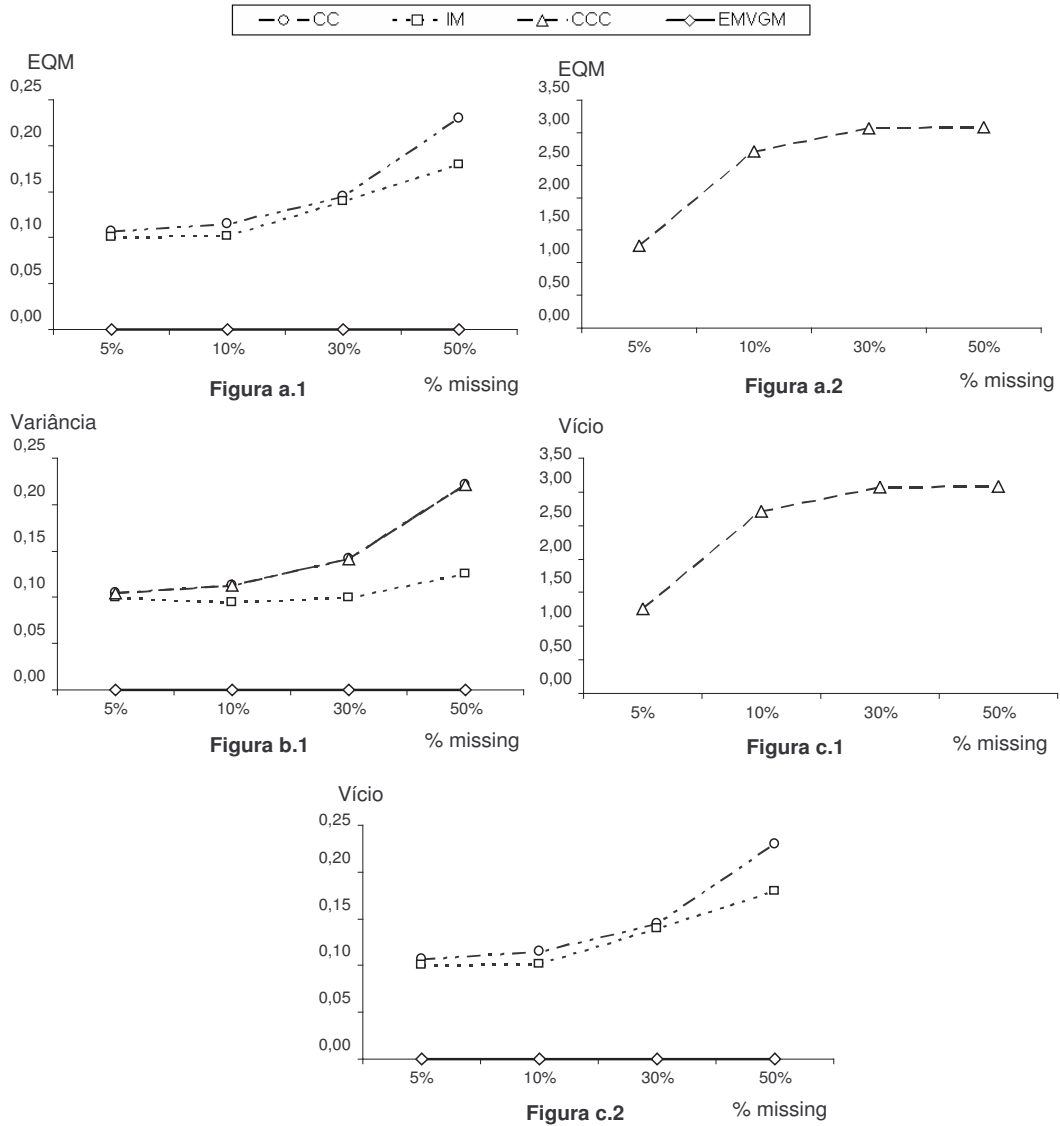 CC IM CCC EMVGM
EQM
0,25
0,20
0,15
0,10
0,05
0,00
5% 10% 30% 50%
Figura a.1 % missing
EQM
3,50
3,00
2,50
2,00
1,50
1,00
0,50
0,00
5% 10% 30% 50%
Figura a.2 % missing
Variância
0,25
0,20
0,15
0,10
0,05
0,00
5% 10% 30% 50%
Figura b.1 % missing
Vício
3,50
3,00
2,50
2,00
1,50
1,00
0,50
0,00
5% 10% 30% 50%
Figura c.1 % missing
Vício
0,25
0,20
0,15
0,10
0,05
0,00
5% 10% 30% 50%
Figura c.2 % missing